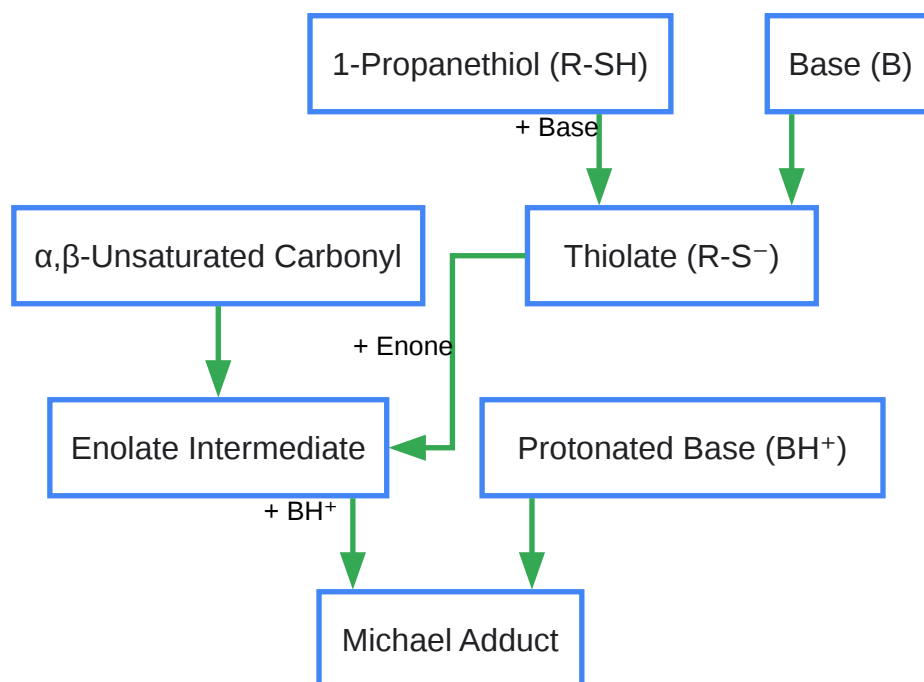 1-Propanethiol (R-SH)
Base (B)
+ Base
α,β-Unsaturated Carbonyl
Thiolate (R-S⁻)
+ Enone
Enolate Intermediate
Protonated Base (BH⁺)
+ BH⁺
Michael Adduct